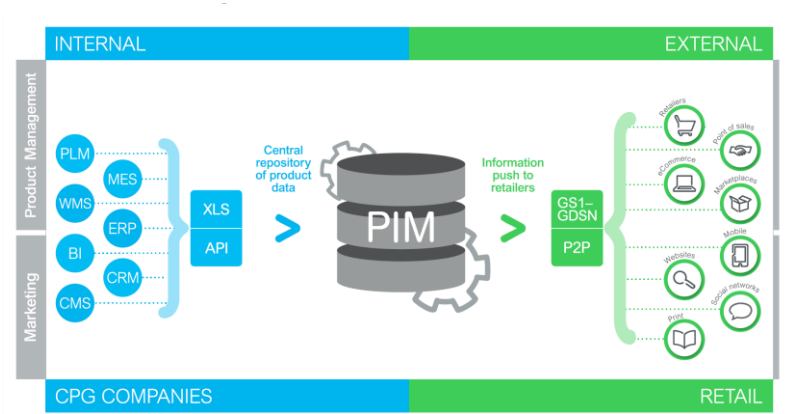 INTERNAL
EXTERNAL
Product Management
Marketing
PLM
MES
WMS
ERP
BI
CRM
CMS
XLS
API
Central
repository
of product
data
PIM
Information
push to
retailers
GS1–
GDSN
P2P
Retailers
Point of sales
eCommerce
Marketplaces
Mobile
Websites
Social networks
Print
CPG COMPANIES
RETAIL